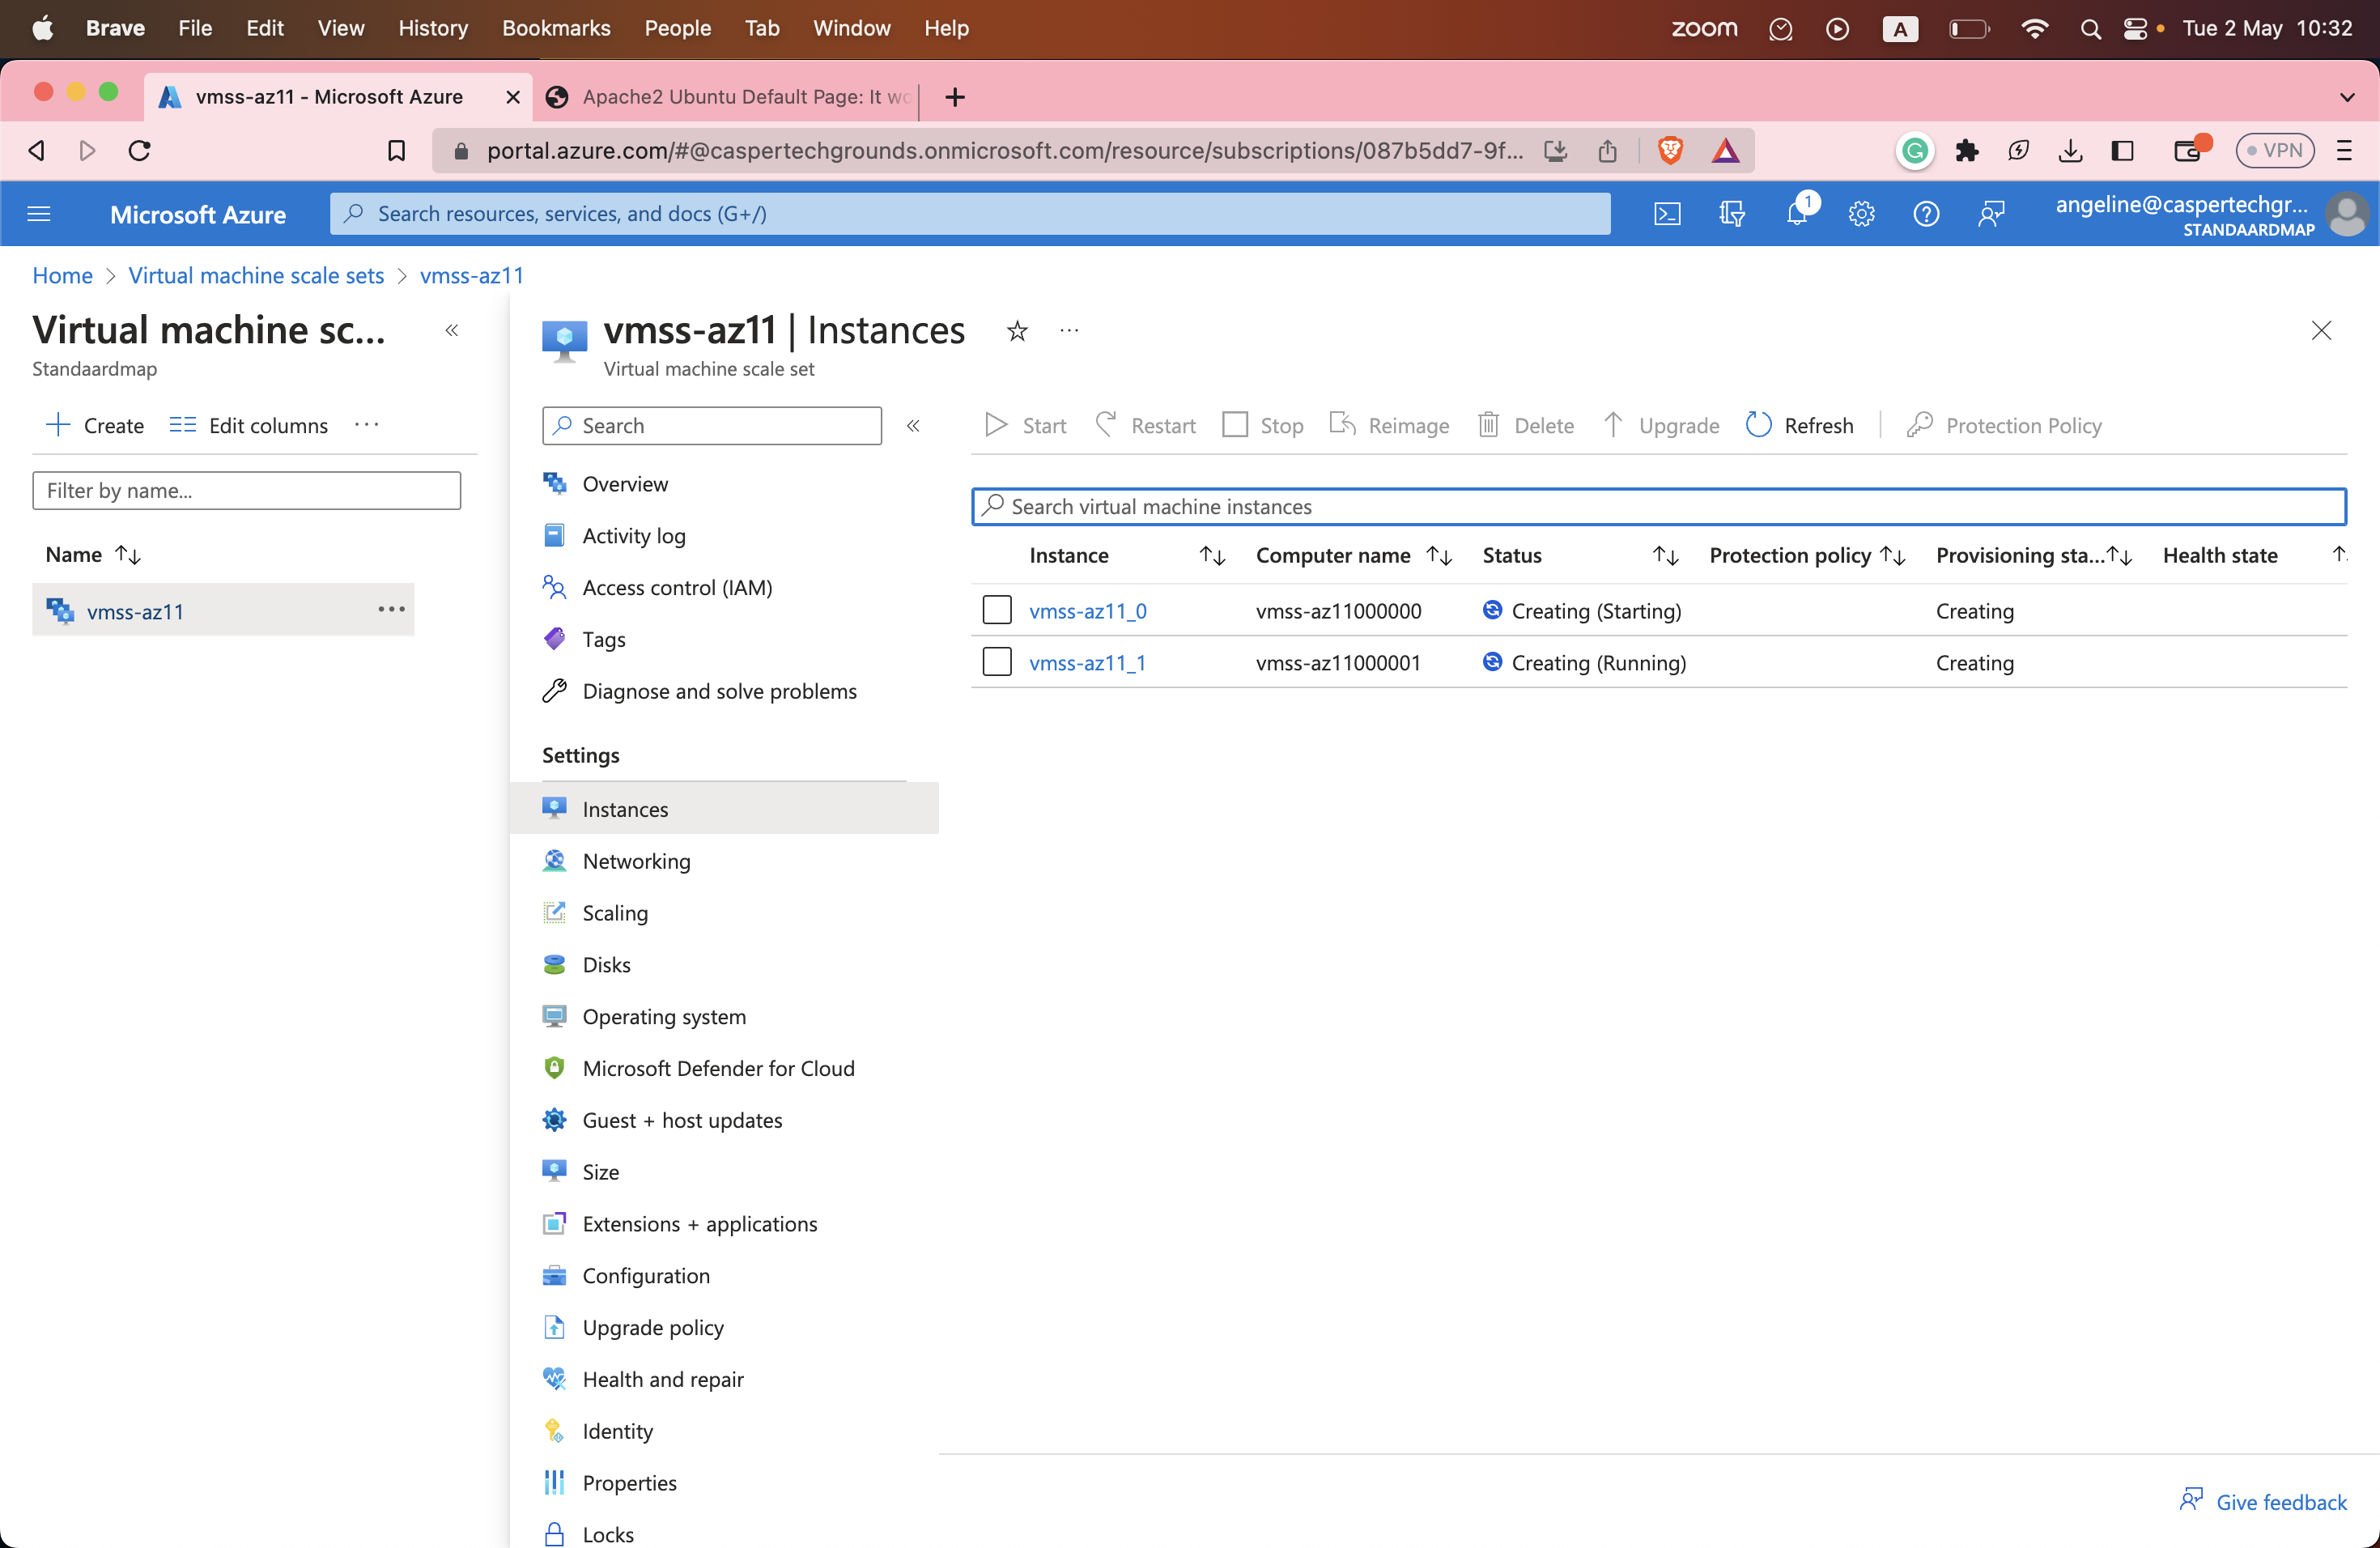 Brave File Edit View History Bookmarks People Tab Window Help zoom A Tue 2 May 10:32
vmss-az11 - Microsoft Azure Apache2 Ubuntu Default Page: It wo
portal.azure.com/#@caspertechgrounds.onmicrosoft.com/resource/subscriptions/087b5dd7-9f... VPN
Microsoft Azure Search resources, services, and docs (G+/) 1 angeline@caspertechgr...
STANDAARDMAP
Home > Virtual machine scale sets > vmss-az11
Virtual machine sc... «
Standaardmap
Create Edit columns ...
Filter by name...
Name ↑↓
vmss-az11 ...
vmss-az11 | Instances ...
Virtual machine scale set
Search «
Overview
Activity log
Access control (IAM)
Tags
Diagnose and solve problems
Settings
Instances
Networking
Scaling
Disks
Operating system
Microsoft Defender for Cloud
Guest + host updates
Size
Extensions + applications
Configuration
Upgrade policy
Health and repair
Identity
Properties
Locks
Start Restart Stop Reimage Delete Upgrade Refresh Protection Policy
Search virtual machine instances
Instance ↑↓ Computer name ↑↓ Status ↑↓ Protection policy ↑↓ Provisioning sta...↑↓ Health state
vmss-az11_0 vmss-az11000000 Creating (Starting) Creating
vmss-az11_1 vmss-az11000001 Creating (Running) Creating
Give feedback